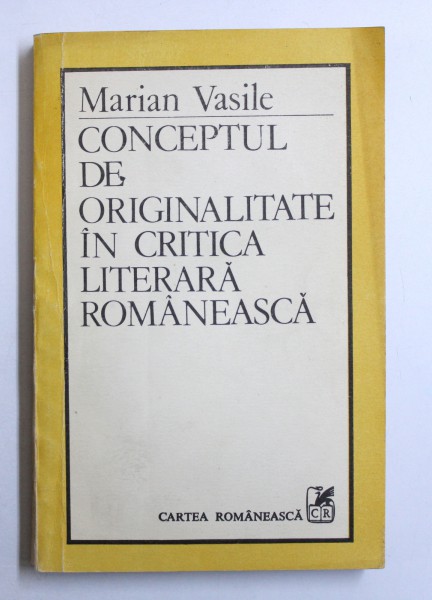 Marian Vasile
CONCEPTUL
DE
ORIGINALITATE
ÎN CRITICA
LITERARĂ
ROMÂNEASCĂ
CARTEA ROMÂNEASCĂ
CR